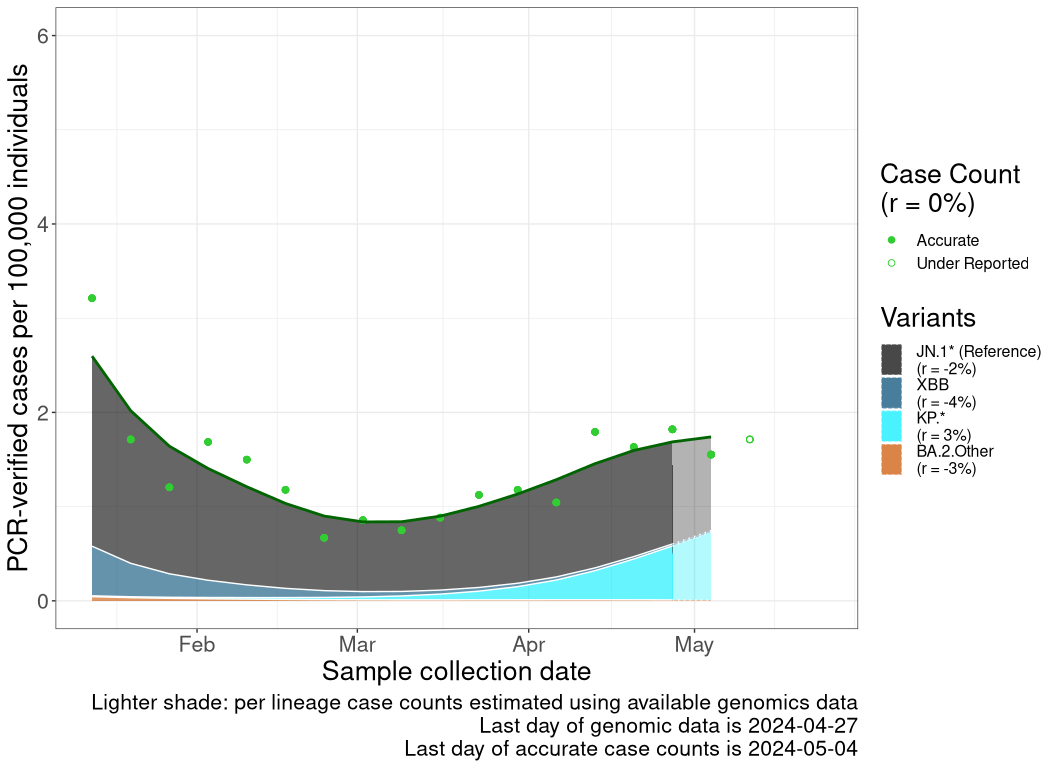 PCR-verified cases per 100,000 individuals
6
4
2
0
Feb
Mar
Apr
May
Sample collection date
Lighter shade: per lineage case counts estimated using available genomics data
Last day of genomic data is 2024-04-27
Last day of accurate case counts is 2024-05-04
Case Count
(r = 0%)
Accurate
Under Reported
Variants
JN.1* (Reference)
(r = -2%)
XBB
(r = -4%)
KP.*
(r = 3%)
BA.2.Other
(r = -3%)